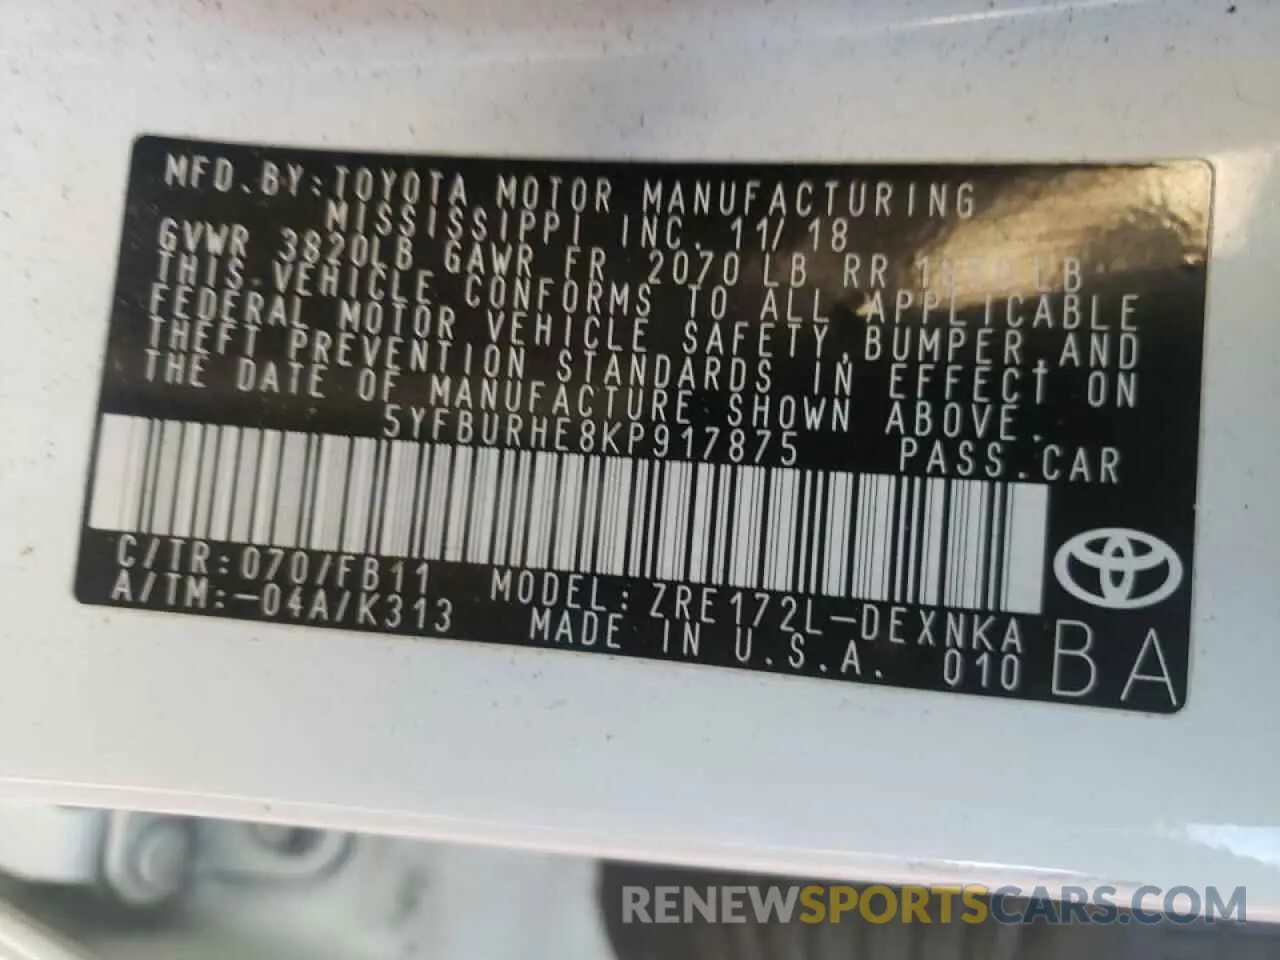 MFD.BY:TOYOTA MOTOR MANUFACTURING
MISSISSIPPI INC. 11/18
GVWR 3820LB GAWR FR 2070 LB RR LB
THIS VEHICLE CONFORMS TO ALL APPLICABLE
FEDERAL MOTOR VEHICLE SAFETY,BUMPER,AND
THEFT PREVENTION STANDARDS IN EFFECT ON
THE DATE OF MANUFACTURE SHOWN ABOVE.
5YFBURHE8KP917875 PASS.CAR
C/TR:070/FB11 MODEL:ZRE172L-DEXNKA
A/TM:-04A/K313 MADE IN U.S.A. 010
BA
RENEWSPORTSCARS.COM